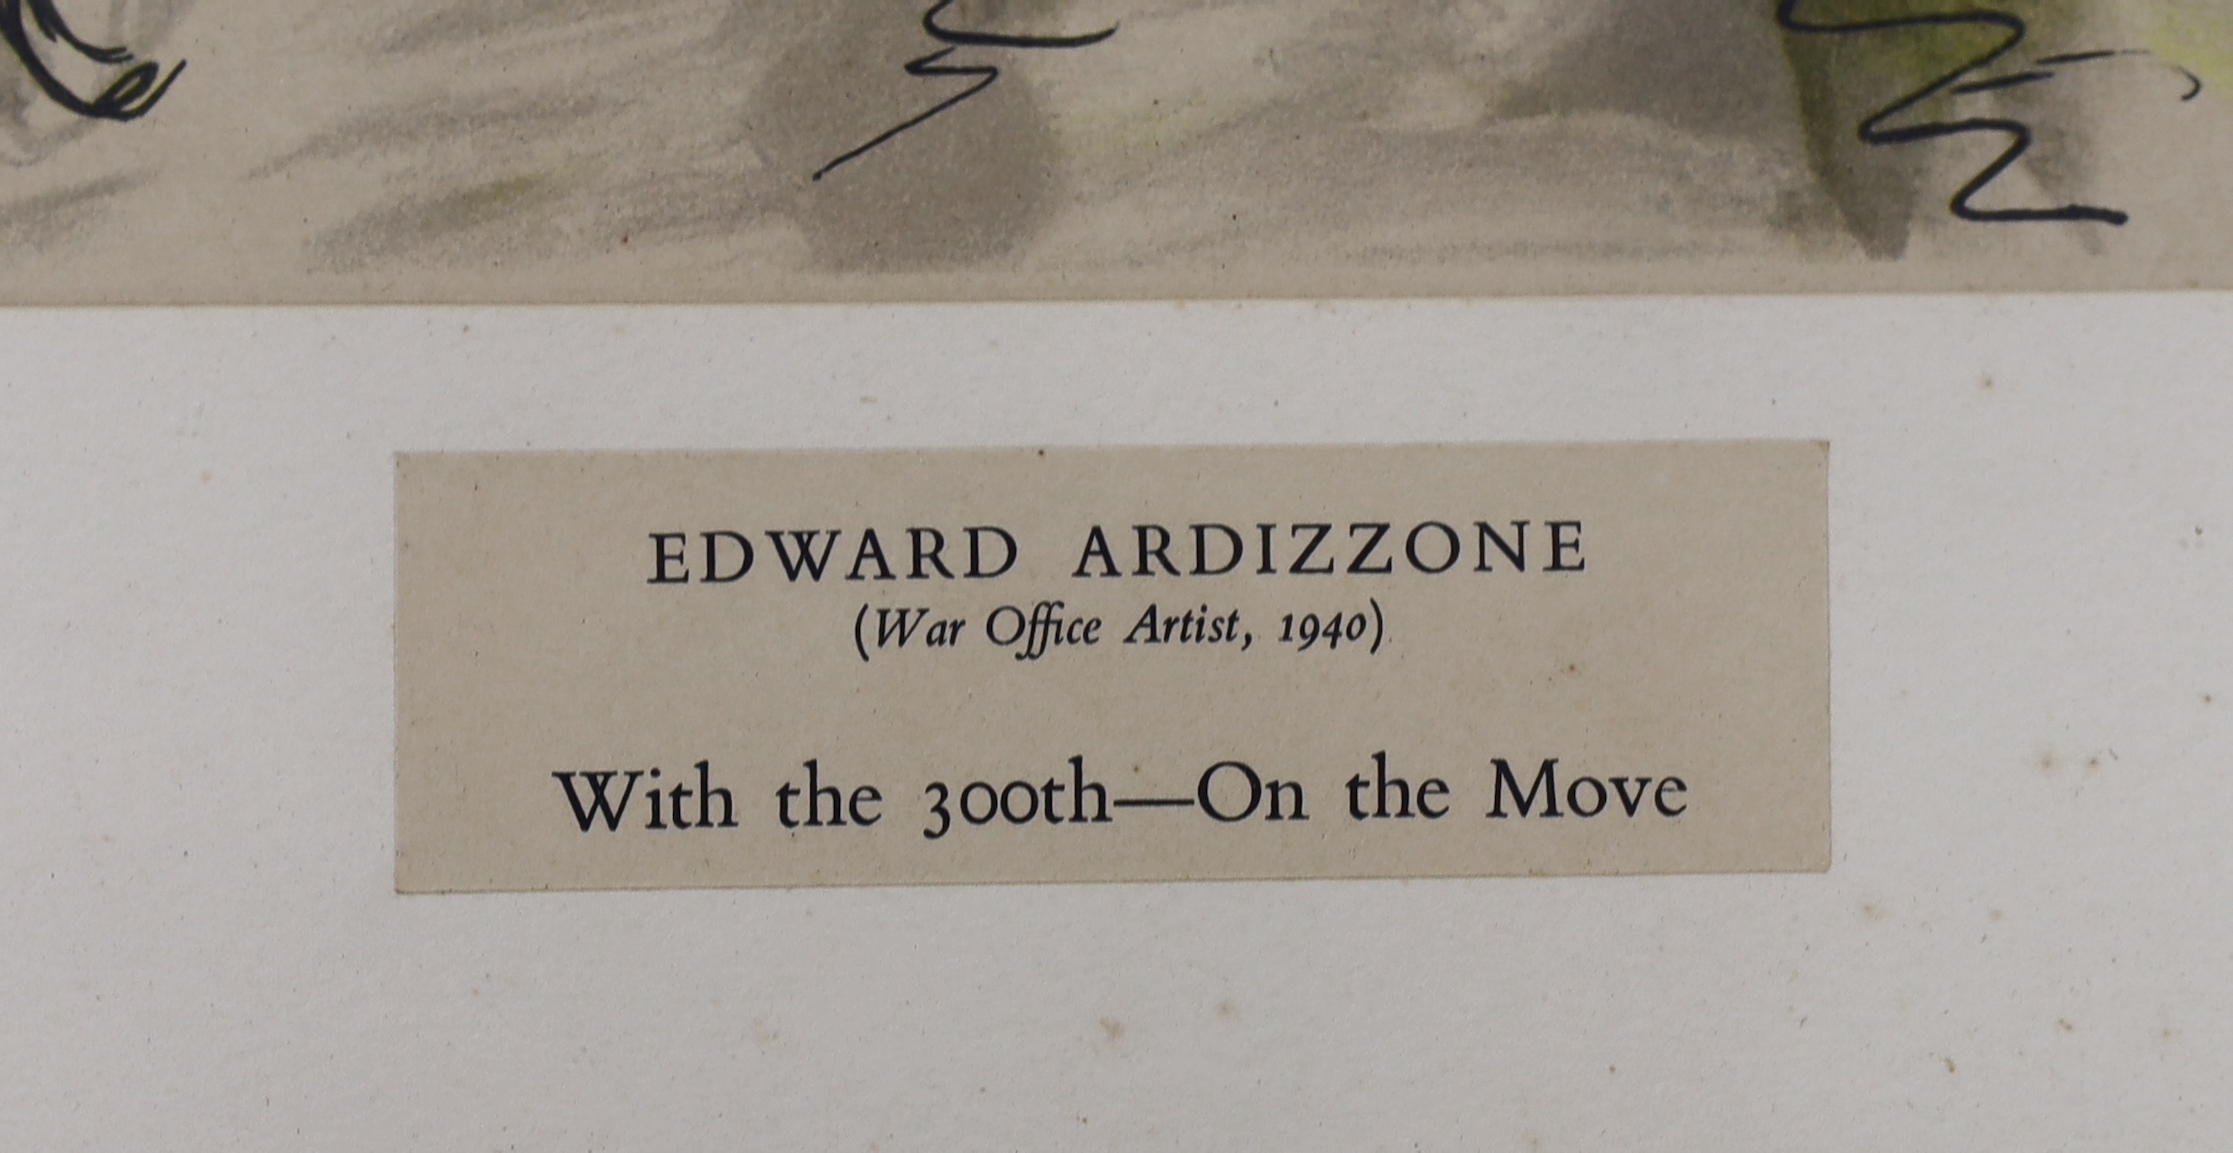 EDWARD ARDIZZONE
(War Office Artist, 1940)
With the 300th—On the Move